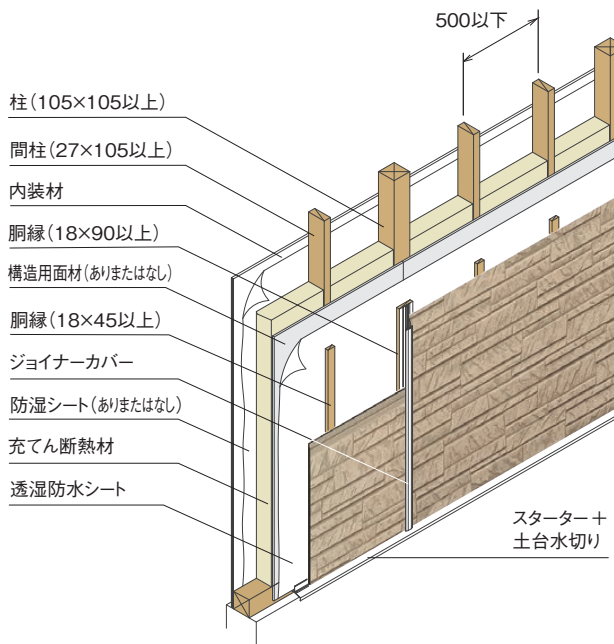 500以下
柱（105×105以上）
間柱（27×105以上）
内装材
胴縁（18×90以上）
構造用面材（ありまたはなし）
胴縁（18×45以上）
ジョイナーカバー
防湿シート（ありまたはなし）
充てん断熱材
透湿防水シート
スターター＋
土台水切り